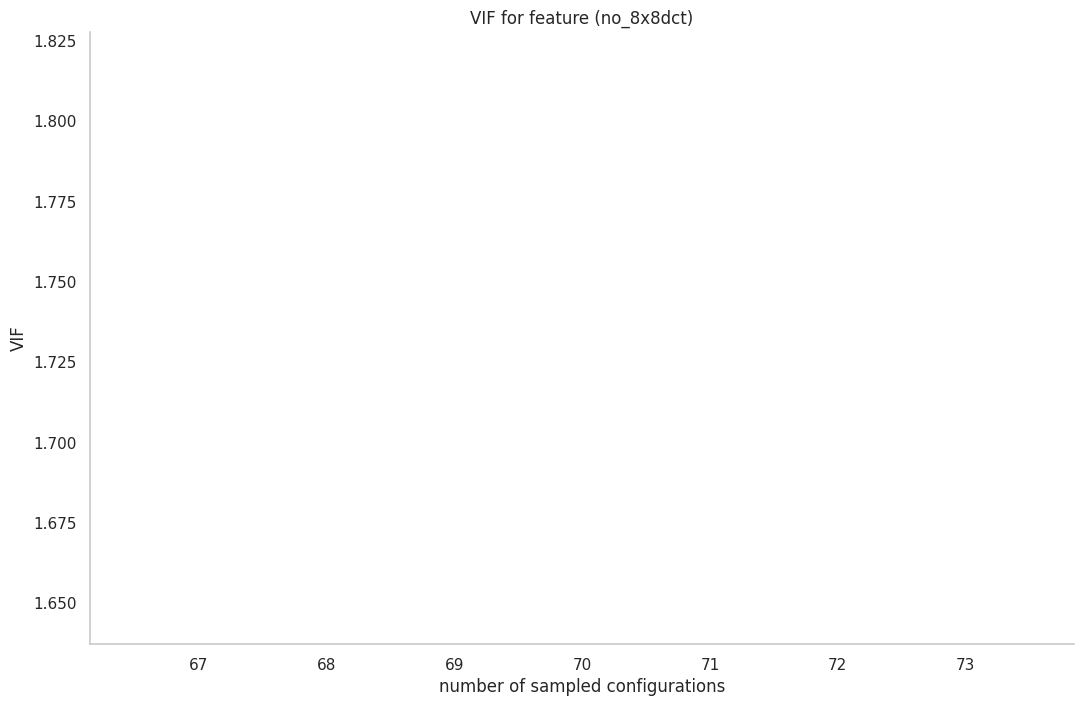 VIF for feature (no_8x8dct)
1.825
1.800
1.775
1.750
1.725
1.700
1.675
1.650
VIF
67 68 69 70 71 72 73
number of sampled configurations